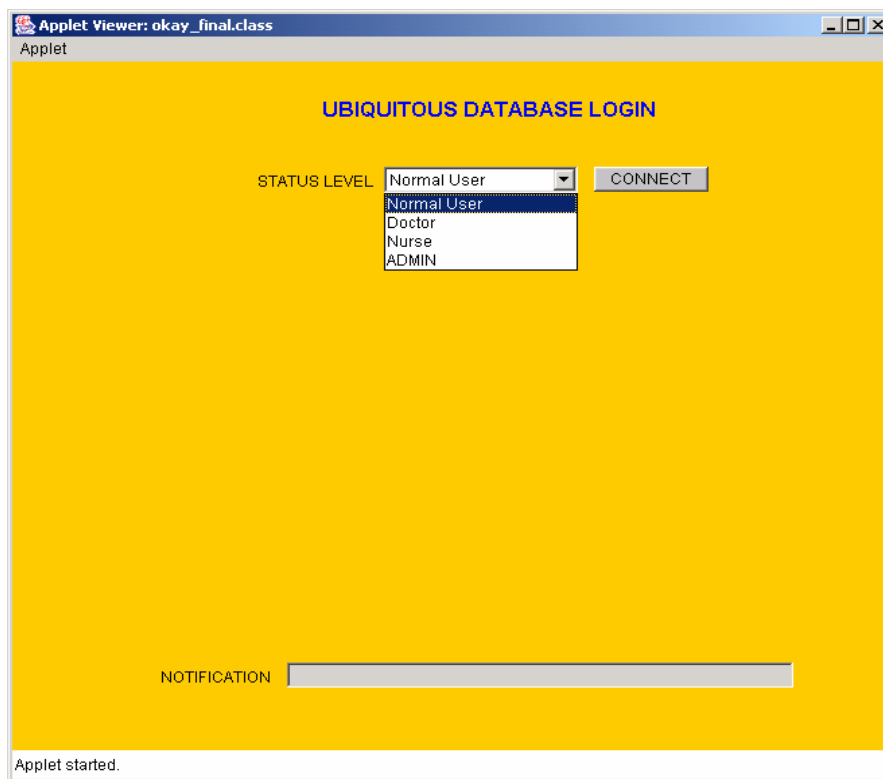 Applet Viewer: okay_final.class
Applet
UBIQUITOUS DATABASE LOGIN
STATUS LEVEL Normal User CONNECT
Normal User
Doctor
Nurse
ADMIN
NOTIFICATION
Applet started.